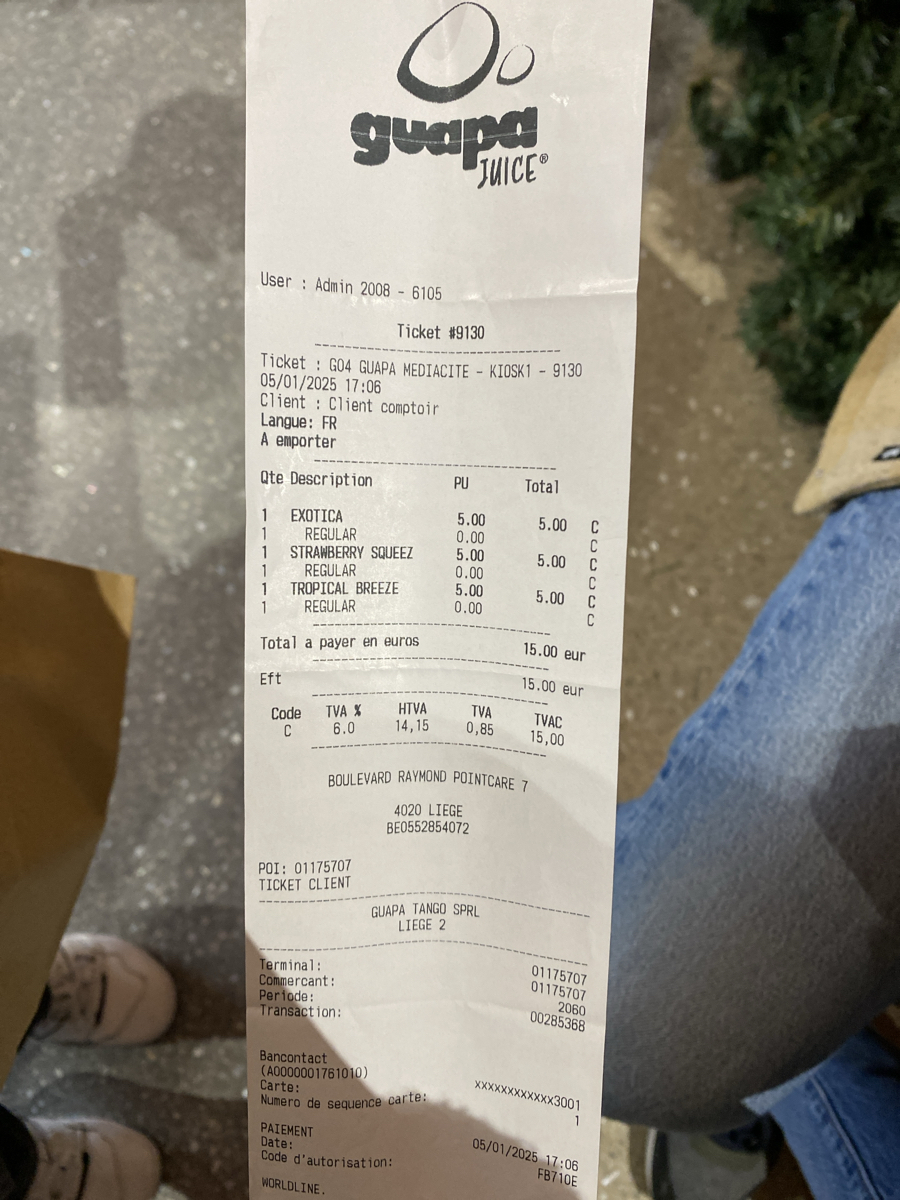 guapa
JUICE®
User : Admin 2008 - 6105
Ticket #9130
Ticket : G04 GUAPA MEDIACITE - KIOSK1 - 9130
05/01/2025 17:06
Client : Client comptoir
Langue: FR
A emporter
Qte Description PU Total
1 EXOTICA 5.00 5.00 C
1 REGULAR 0.00 C
1 STRAWBERRY SQUEEZ 5.00 5.00 C
1 REGULAR 0.00 C
1 TROPICAL BREEZE 5.00 5.00 C
1 REGULAR 0.00 C
Total a payer en euros 15.00 eur
Eft 15.00 eur
Code TVA % HTVA TVA TVAC
C 6.0 14,15 0,85 15,00
BOULEVARD RAYMOND POINTCARE 7
4020 LIEGE
BE0552854072
POI: 01175707
TICKET CLIENT
GUAPA TANGO SPRL
LIEGE 2
Terminal: 01175707
Commercant: 01175707
Periode: 2060
Transaction: 00285368
Bancontact
(A0000001761010)
Carte: xxxxxxxxxxxx3001
Numero de sequence carte: 1
PAIEMENT
Date: 05/01/2025 17:06
Code d'autorisation: FB710E
WORLDLINE.